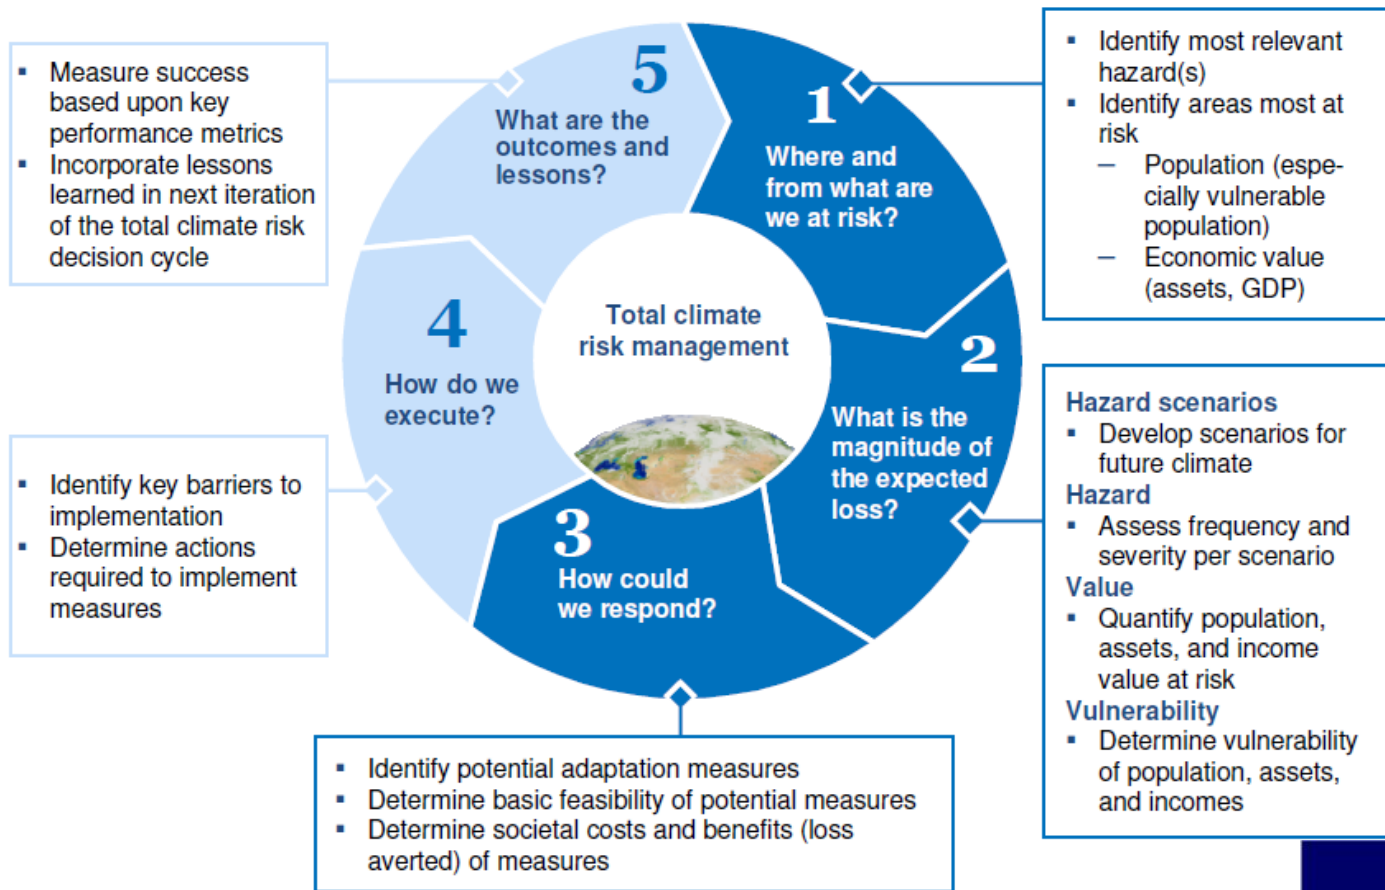 5
What are the
outcomes and
lessons?
▪ Measure success
based upon key
performance metrics
▪ Incorporate lessons
learned in next iteration
of the total climate risk
decision cycle
1
Where and
from what are
we at risk?
▪ Identify most relevant
hazard(s)
▪ Identify areas most at
risk
– Population (espe-
cially vulnerable
population)
– Economic value
(assets, GDP)
Total climate
risk management
4
How do we
execute?
▪ Identify key barriers to
implementation
▪ Determine actions
required to implement
measures
2
What is the
magnitude of
the expected
loss?
Hazard scenarios
▪ Develop scenarios for
future climate
Hazard
▪ Assess frequency and
severity per scenario
Value
▪ Quantify population,
assets, and income
value at risk
Vulnerability
▪ Determine vulnerability
of population, assets,
and incomes
3
How could
we respond?
▪ Identify potential adaptation measures
▪ Determine basic feasibility of potential measures
▪ Determine societal costs and benefits (loss
averted) of measures